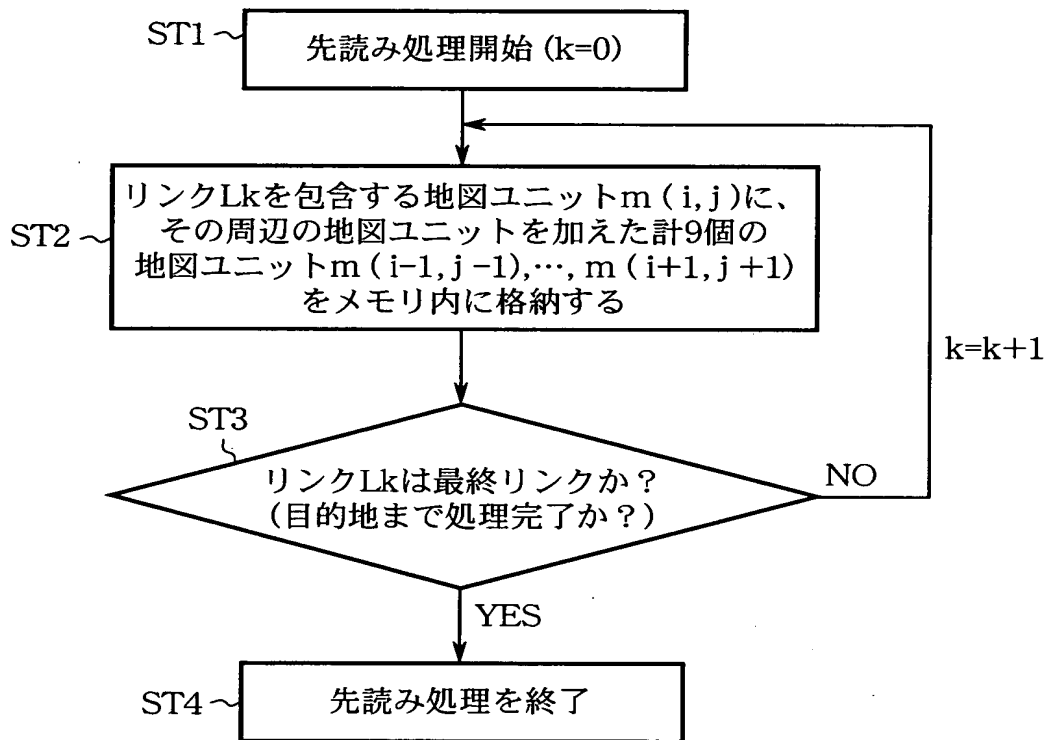 ST1
先読み処理開始 (k=0)
ST2
リンクLkを包含する地図ユニットm ( i, j )に、
その周辺の地図ユニットを加えた計9個の
地図ユニットm ( i-1, j -1),…, m ( i+1, j +1)
をメモリ内に格納する
k=k+1
ST3
リンクLkは最終リンクか？
(目的地まで処理完了か？)
NO
YES
ST4
先読み処理を終了